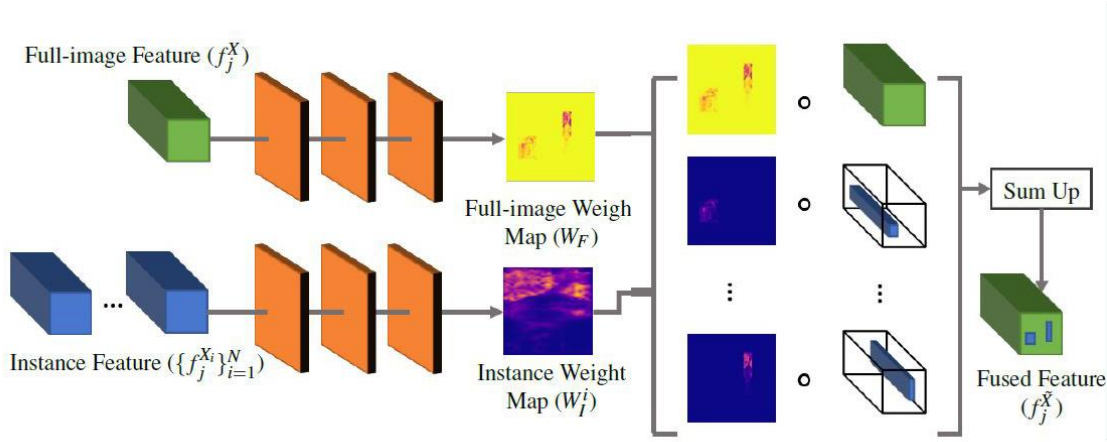 Full-image Feature (f_j^X)
Full-image Weigh
Map (W_F)
Instance Feature ({f_j^{X_i}}_{i=1}^N)
...
Instance Weight
Map (W_I^i)
Sum Up
Fused Feature
(f_j^{X̃})